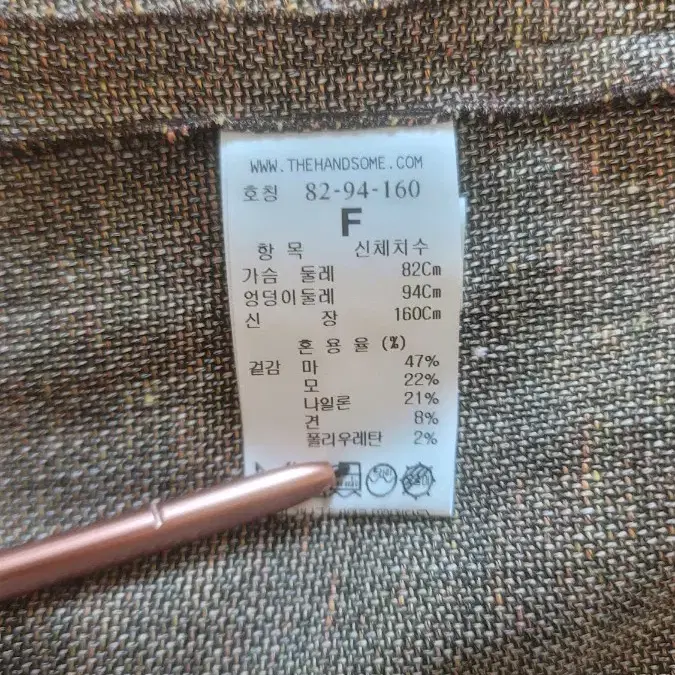 WWW.THEHANDSOME.COM
호칭 82-94-160
F
항 목 신체치수
가슴 둘레 82Cm
엉덩이둘레 94Cm
신 장 160Cm
혼 용 율 (%)
겉감 마 47%
모 22%
나일론 21%
견 8%
폴리우레탄 2%